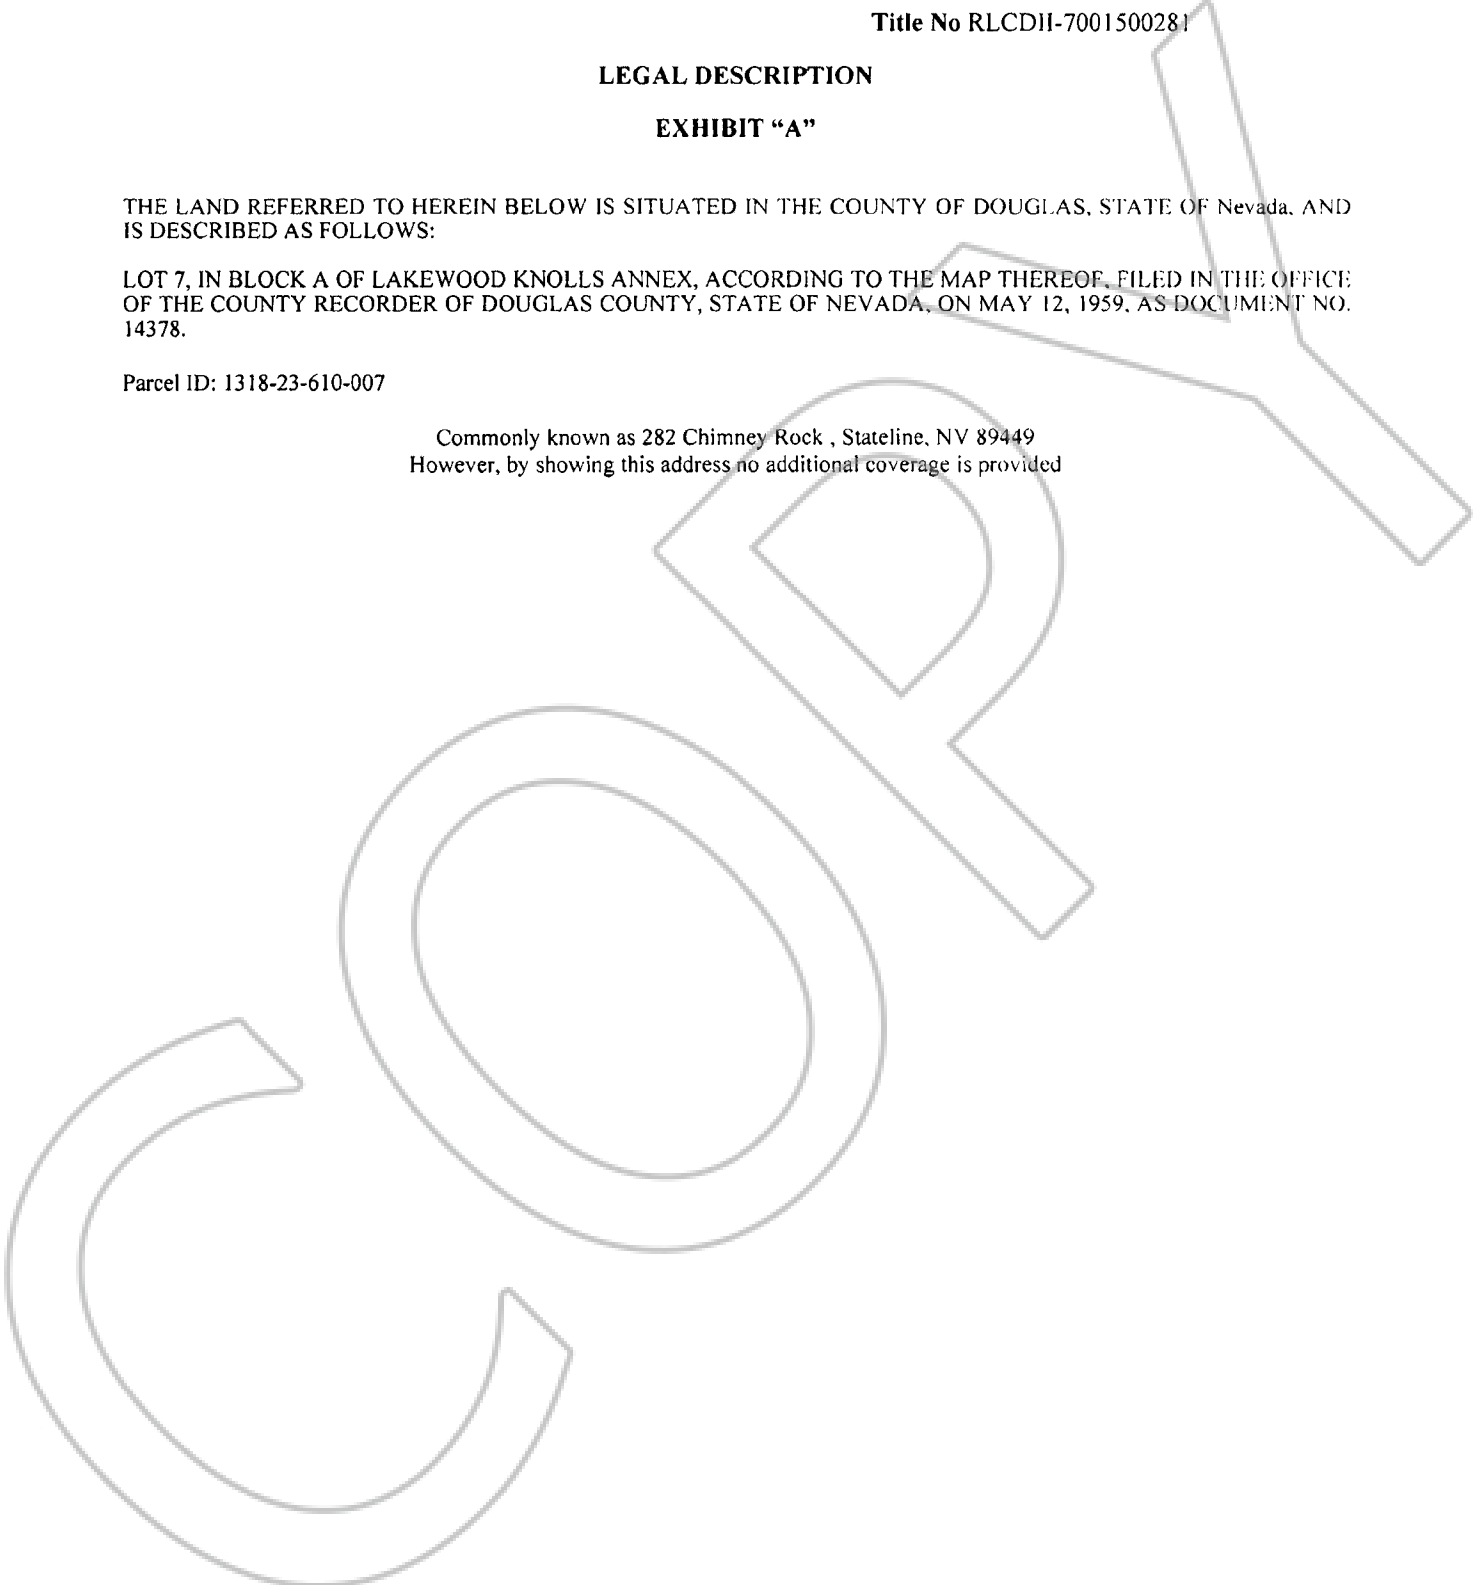 Title No RLCDII-7001500281
LEGAL DESCRIPTION
EXHIBIT “A”
THE LAND REFERRED TO HEREIN BELOW IS SITUATED IN THE COUNTY OF DOUGLAS, STATE OF Nevada, AND
IS DESCRIBED AS FOLLOWS:
LOT 7, IN BLOCK A OF LAKEWOOD KNOLLS ANNEX, ACCORDING TO THE MAP THEREOF, FILED IN THE OFFICE
OF THE COUNTY RECORDER OF DOUGLAS COUNTY, STATE OF NEVADA, ON MAY 12, 1959, AS DOCUMENT NO.
14378.
Parcel ID: 1318-23-610-007
Commonly known as 282 Chimney Rock , Stateline, NV 89449
However, by showing this address no additional coverage is provided
COPY